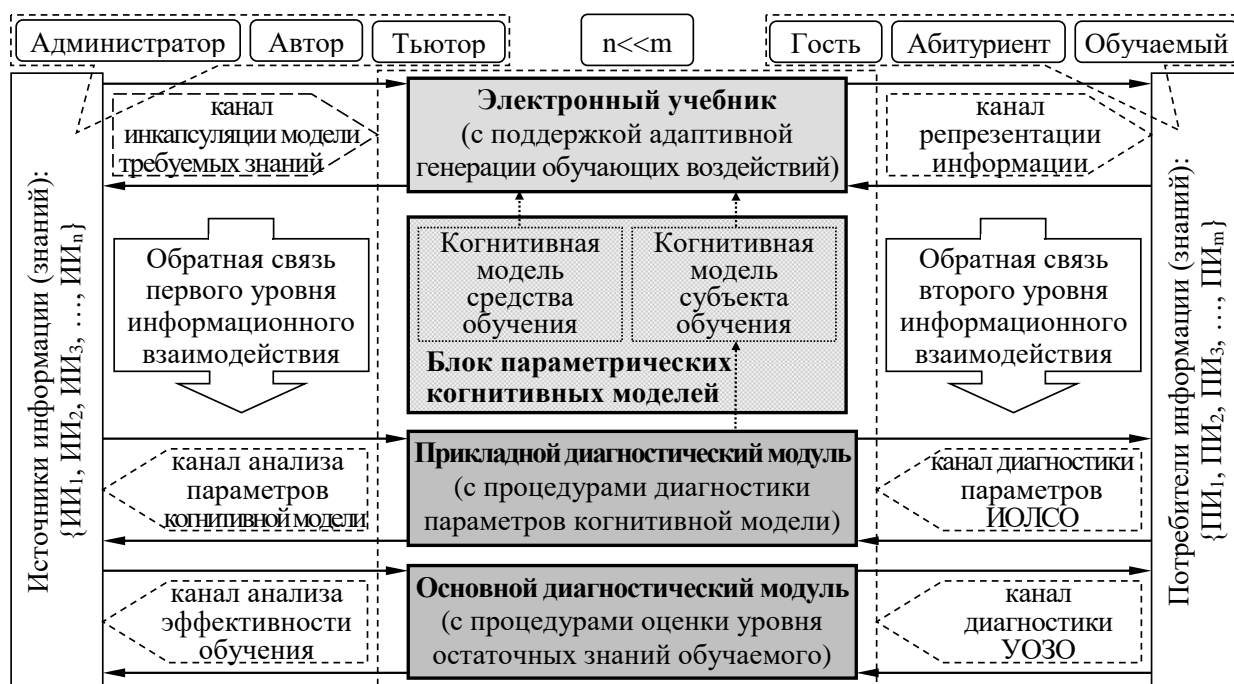 Администратор
Автор
Тьютор
n<<m
Гость
Абитуриент
Обучаемый
Источники информации (знаний):
{ИИ₁, ИИ₂, ИИ₃, …, ИИₙ}
канал
инкапсуляции модели
требуемых знаний
Электронный учебник
(с поддержкой адаптивной
генерации обучающих воздействий)
канал
репрезентации
информации
Потребители информации (знаний):
{ПИ₁, ПИ₂, ПИ₃, …, ПИₘ}
Обратная связь
первого уровня
информационного
взаимодействия
Когнитивная
модель
средства
обучения
Когнитивная
модель
субъекта
обучения
Блок параметрических
когнитивных моделей
Обратная связь
второго уровня
информационного
взаимодействия
канал анализа
параметров
когнитивной модели
Прикладной диагностический модуль
(с процедурами диагностики
параметров когнитивной модели)
канал диагностики
параметров
ИОЛСО
канал анализа
эффективности
обучения
Основной диагностический модуль
(с процедурами оценки уровня
остаточных знаний обучаемого)
канал
диагностики
УОЗО